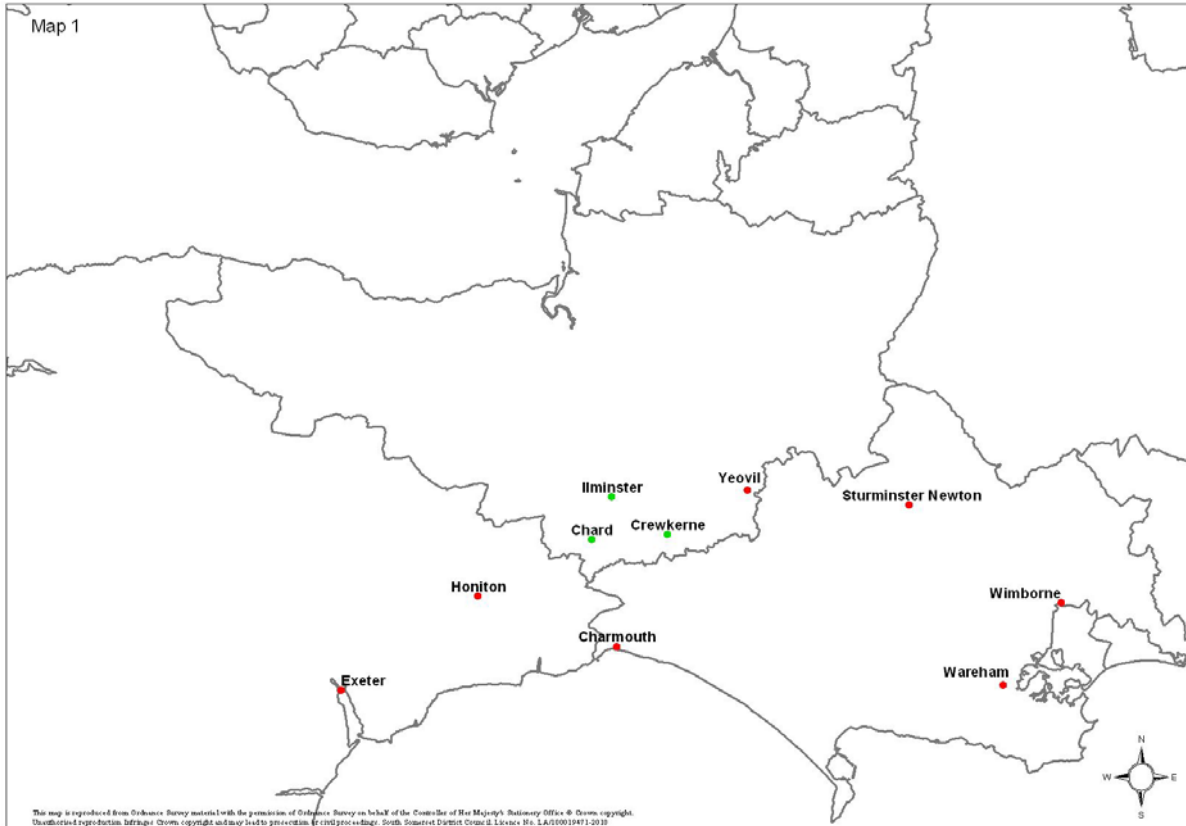 Map 1
Yeovil
Ilminster
Sturminster Newton
Chard
Crewkerne
Honiton
Wimborne
Charmouth
Wareham
Exeter
N
W E
S
This map is reproduced from Ordnance Survey material with the permission of Ordnance Survey on behalf of the Controller of Her Majesty's Stationery Office © Crown copyright.
Unauthorised reproduction infringes Crown copyright and may lead to prosecution or civil proceedings. South Somerset District Council Licence No. LA/100019471-2010